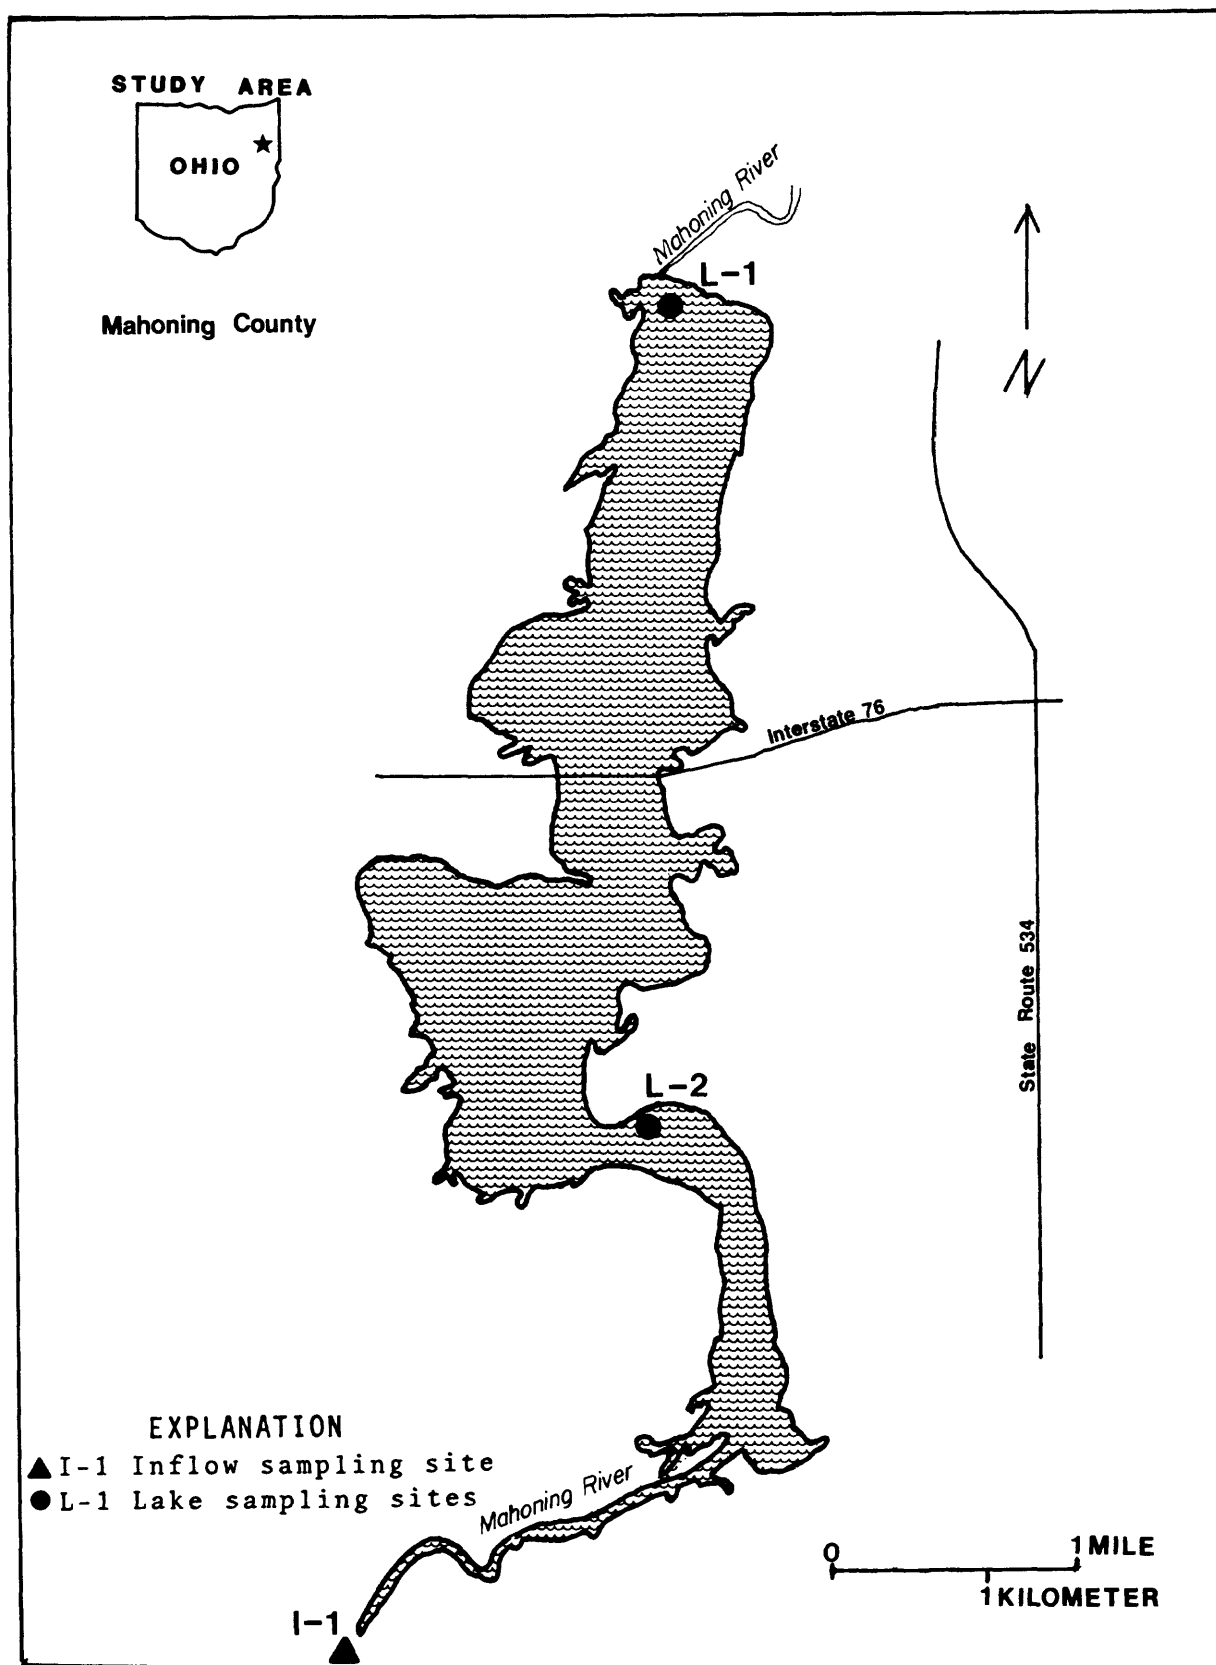 STUDY AREA
OHIO
Mahoning County
Mahoning River
L-1
N
Interstate 76
State Route 534
L-2
EXPLANATION
I-1 Inflow sampling site
L-1 Lake sampling sites
Mahoning River
I-1
0 1 MILE
1 KILOMETER